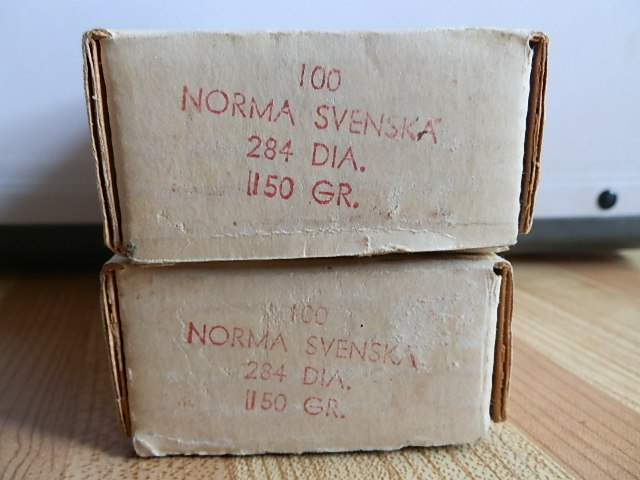 100
NORMA SVENSKA
284 DIA.
150 GR.
100
NORMA SVENSKA
284 DIA.
150 GR.